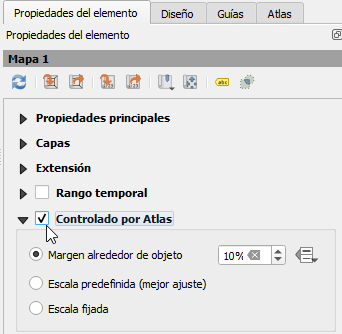 Propiedades del elemento Diseño Guías Atlas
Propiedades del elemento
Mapa 1
abc
Propiedades principales
Capas
Extensión
Rango temporal
Controlado por Atlas
Margen alrededor de objeto 10%
Escala predefinida (mejor ajuste)
Escala fijada